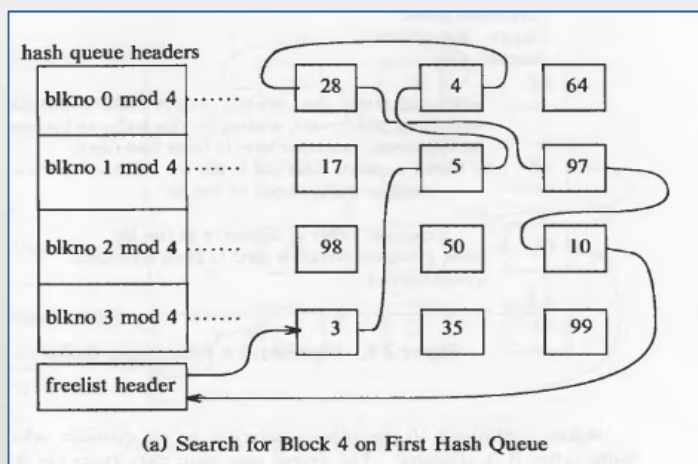 hash queue headers
blkno 0 mod 4 28 4 64
blkno 1 mod 4 17 5 97
blkno 2 mod 4 98 50 10
blkno 3 mod 4 3 35 99
freelist header
(a) Search for Block 4 on First Hash Queue